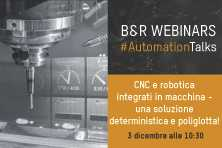 B&R WEBINARS
#AutomationTalks
CNC e robotica
integrati in macchina -
una soluzione
deterministica e poliglotta!
3 dicembre alle 10:30